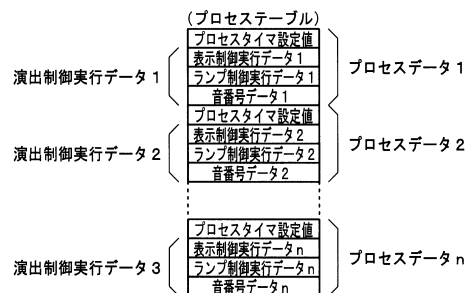 (プロセステーブル)
プロセスタイマ設定値
表示制御実行データ1
ランプ制御実行データ1
音番号データ1
演出制御実行データ1
プロセスデータ1
プロセスタイマ設定値
表示制御実行データ2
ランプ制御実行データ2
音番号データ2
演出制御実行データ2
プロセスデータ2
プロセスタイマ設定値
表示制御実行データn
ランプ制御実行データn
音番号データn
演出制御実行データ3
プロセスデータn